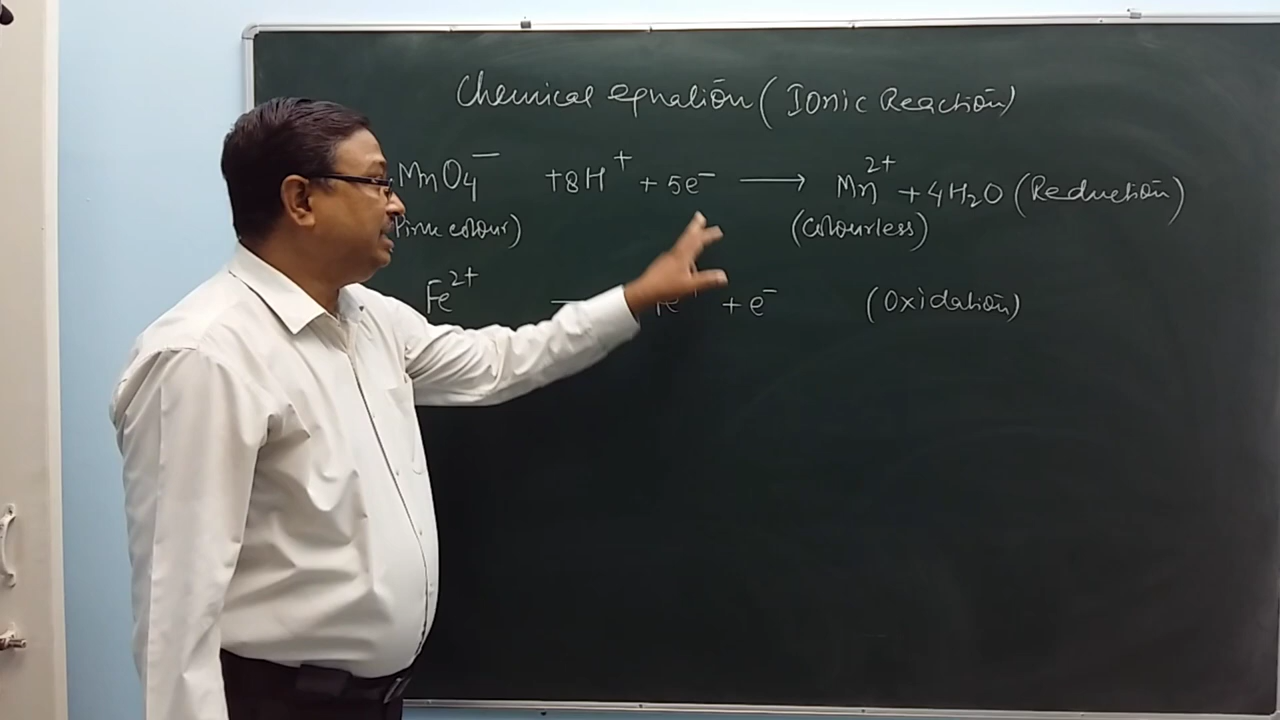 Chemical equation (Ionic Reaction)
MnO₄⁻ +8H⁺ + 5e⁻ ⟶ Mn²⁺ + 4H₂O (Reduction)
(Pink colour) (Colourless)
Fe²⁺ + e⁻ (Oxidation)